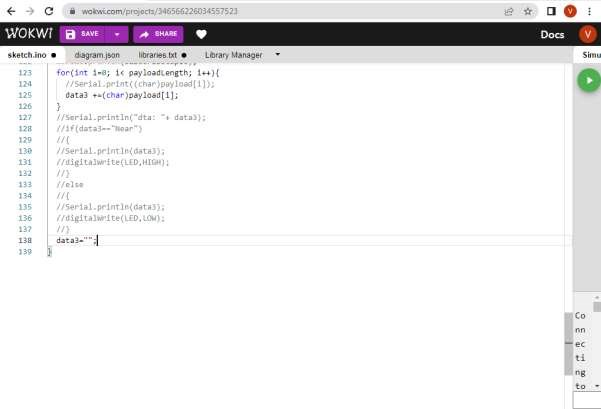 wokwi.com/projects/346566226034557523
V
WOKWI
SAVE
SHARE
Docs
V
sketch.ino
diagram.json
libraries.txt
Library Manager
Simu
123 for(int i=0; i< payloadLength; i++){
124 //Serial.print((char)payload[i]);
125 data3 +=(char)payload[i];
126 }
127 //Serial.println("dta: "+ data3);
128 //if(data3=="Near")
129 //{
130 //Serial.println(data3);
131 //digitalWrite(LED,HIGH);
132 //}
133 //else
134 //{
135 //Serial.println(data3);
136 //digitalWrite(LED,LOW);
137 //}
138 data3="";
139 }
Co
nn
ec
ti
ng
to